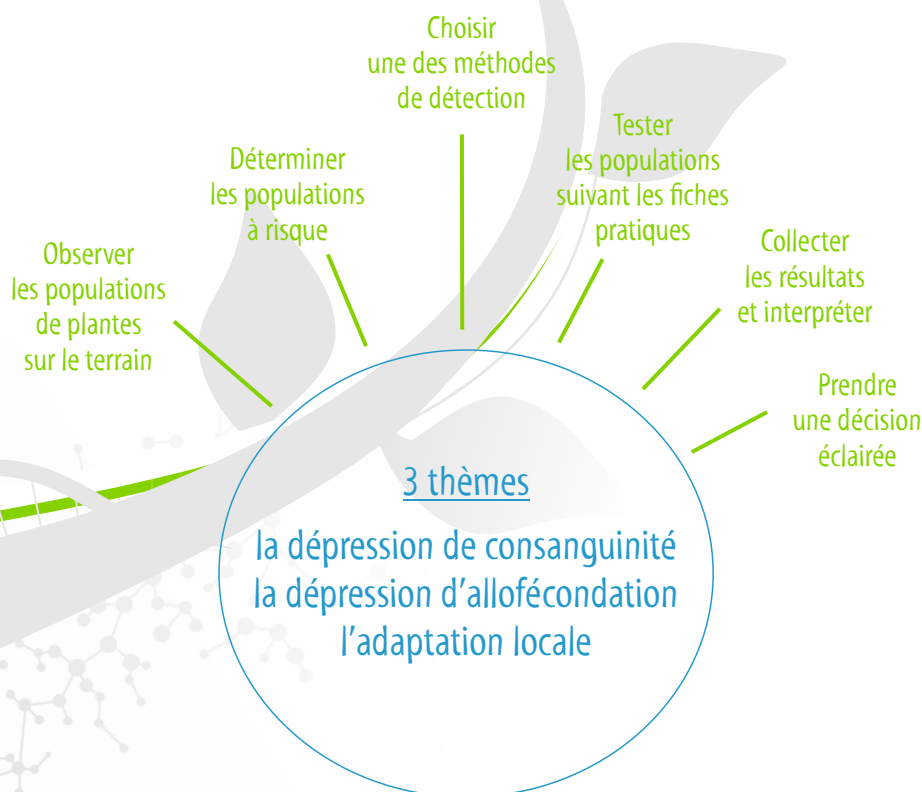 Observer
les populations
de plantes
sur le terrain
Déterminer
les populations
à risque
Choisir
une des méthodes
de détection
Tester
les populations
suivant les fiches
pratiques
Collecter
les résultats
et interpréter
Prendre
une décision
éclairée
3 thèmes
la dépression de consanguinité
la dépression d'allofécondation
l'adaptation locale